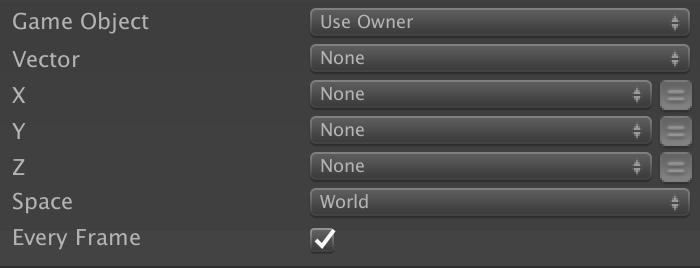 Game Object Use Owner
Vector None
X None
Y None
Z None
Space World
Every Frame